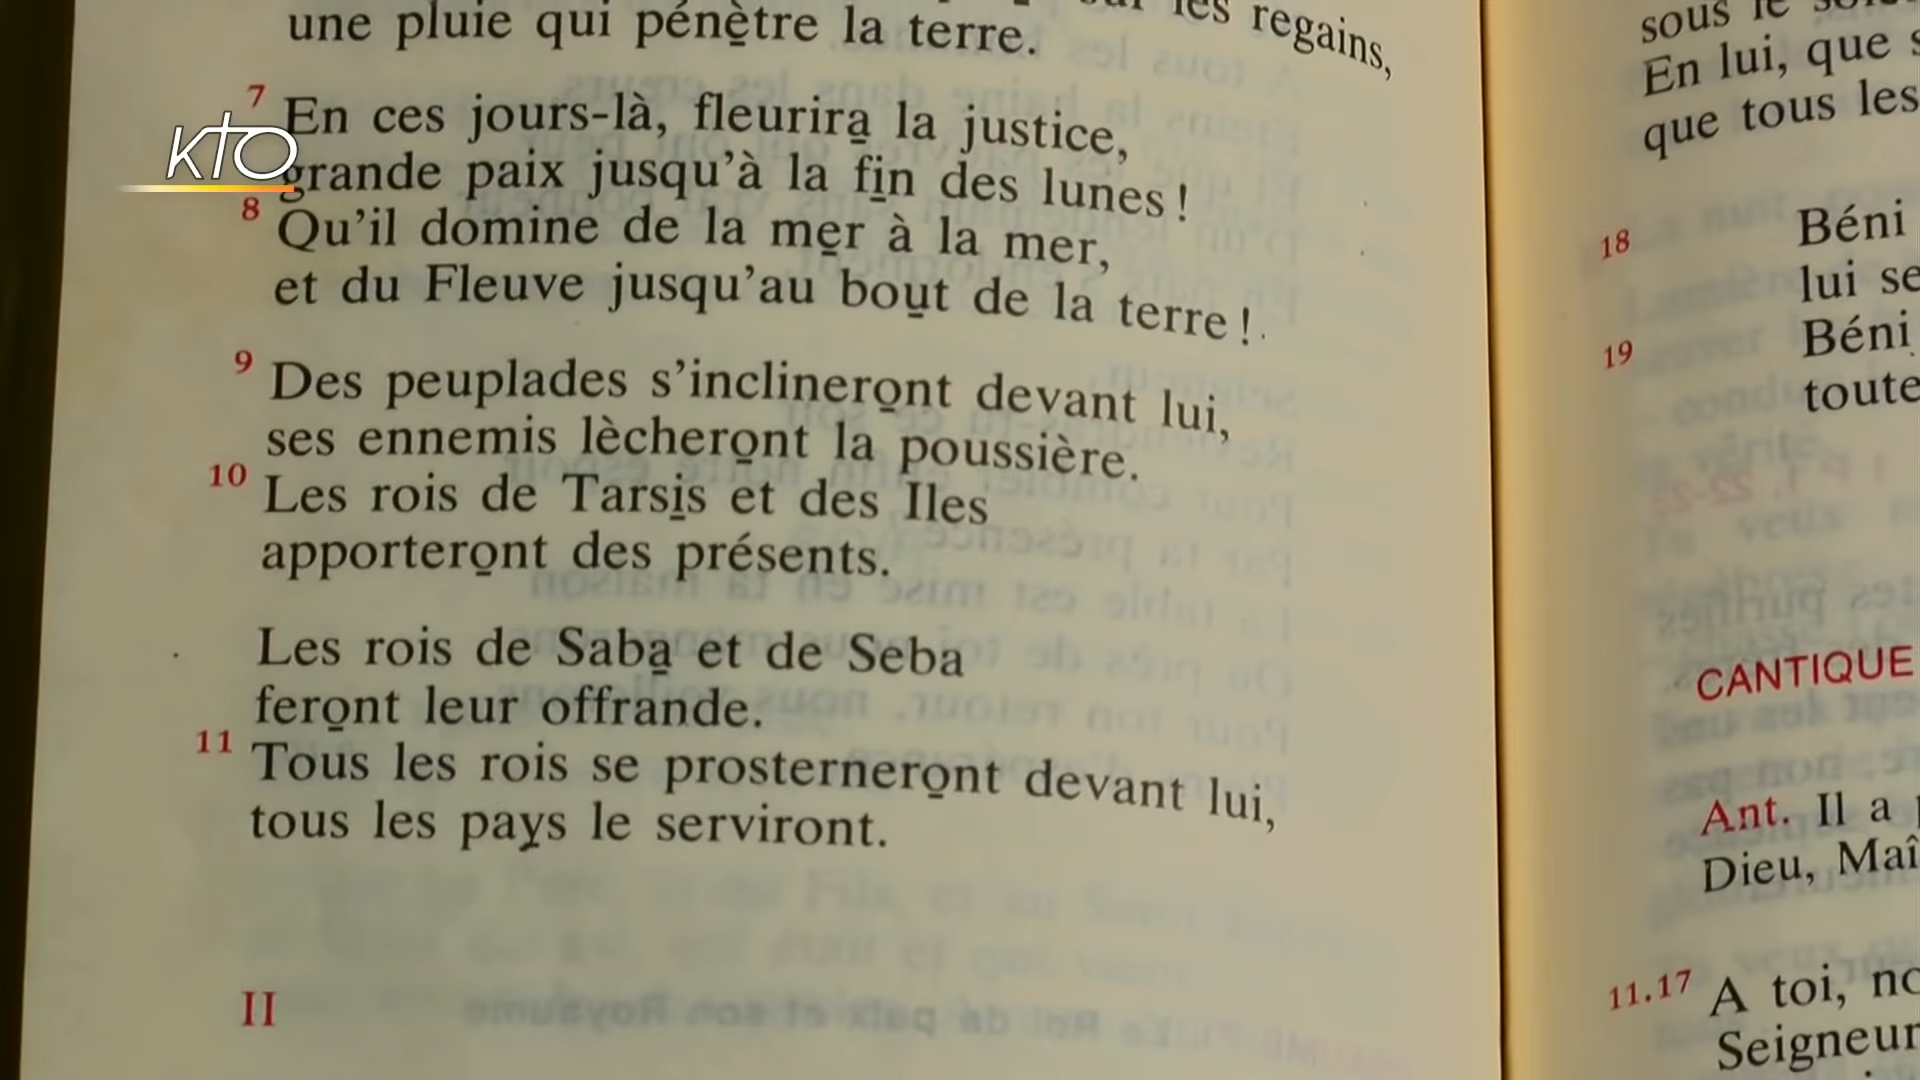 les regains,
une pluie qui pénètre la terre.
7 En ces jours-là, fleurira la justice,
grande paix jusqu'à la fin des lunes !
8 Qu'il domine de la mer à la mer,
et du Fleuve jusqu'au bout de la terre !
9 Des peuplades s'inclineront devant lui,
ses ennemis lècheront la poussière.
10 Les rois de Tarsis et des Iles
apporteront des présents.
Les rois de Saba et de Seba
feront leur offrande.
11 Tous les rois se prosterneront devant lui,
tous les pays le serviront.
II
KTO
sous le
En lui, que
que tous les
18 Béni
lui se
19 Béni
toute
CANTIQUE
Ant. Il a
Dieu, Maî
11.17 A toi, no
Seigneur